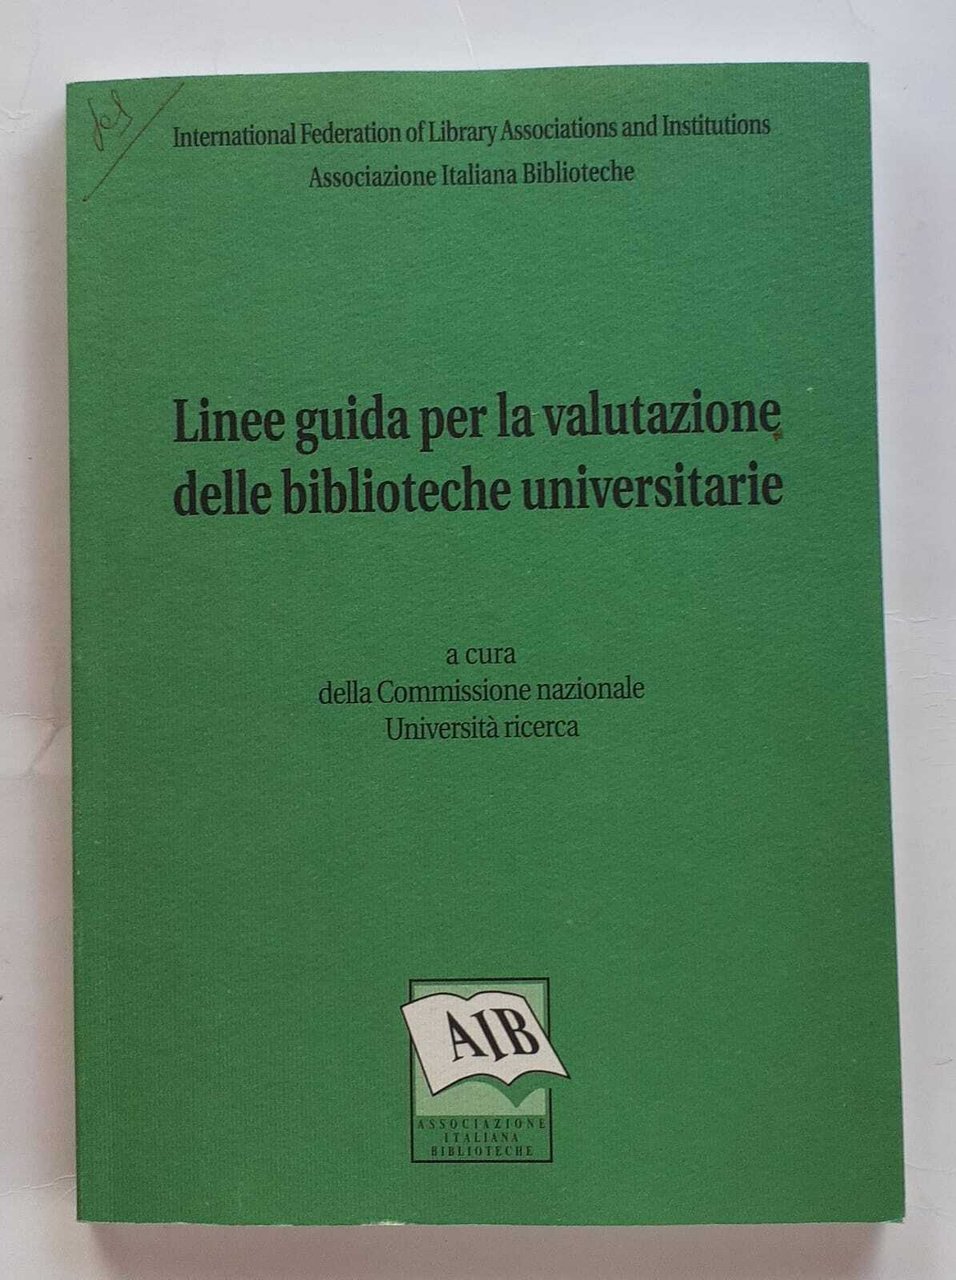 International Federation of Library Associations and Institutions
Associazione Italiana Biblioteche
Linee guida per la valutazione
delle biblioteche universitarie
a cura
della Commissione nazionale
Università ricerca
AIB
ASSOCIAZIONE
ITALIANA
BIBLIOTECHE